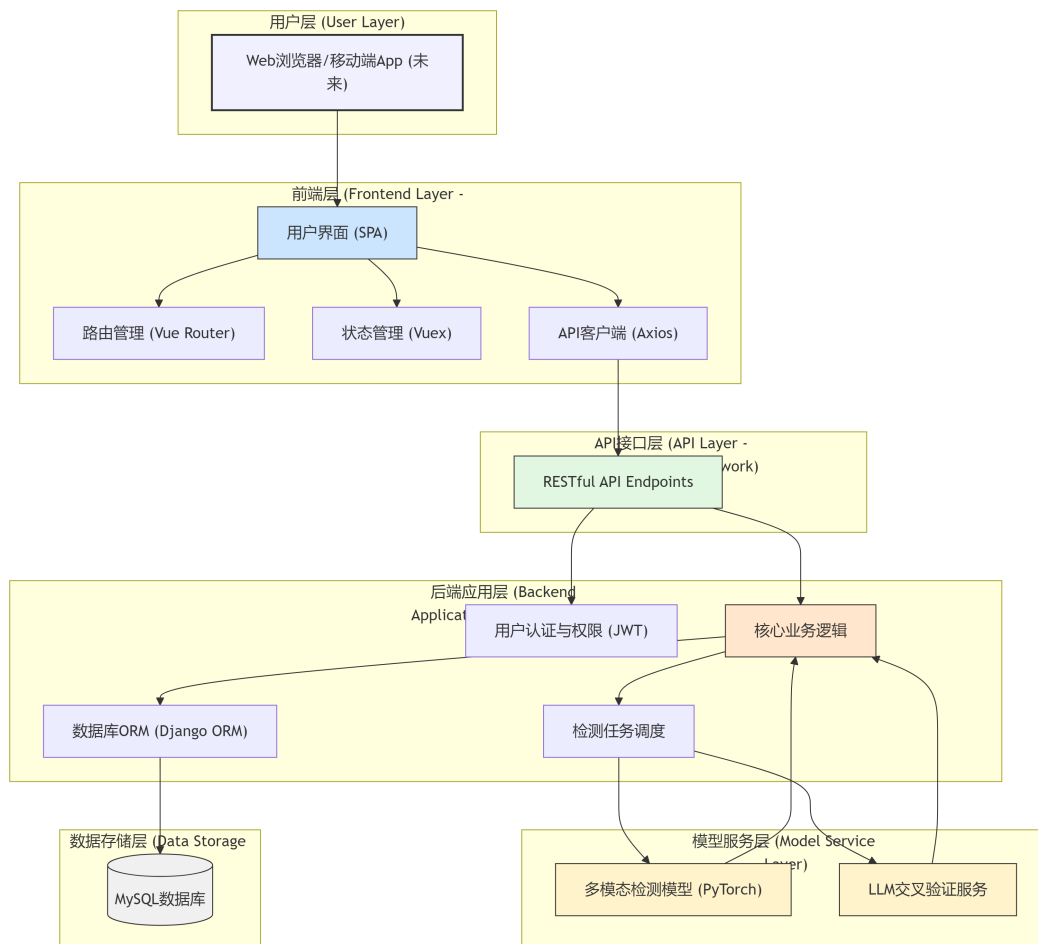 用户层 (User Layer)
Web浏览器/移动端App (未
来)
前端层 (Frontend Layer -
用户界面 (SPA)
路由管理 (Vue Router)
状态管理 (Vuex)
API客户端 (Axios)
API接口层 (API Layer -
work)
RESTful API Endpoints
后端应用层 (Backend
Applicat
用户认证与权限 (JWT)
核心业务逻辑
数据库ORM (Django ORM)
检测任务调度
数据存储层 (Data Storage
MySQL数据库
模型服务层 (Model Service
Layer)
多模态检测模型 (PyTorch)
LLM交叉验证服务